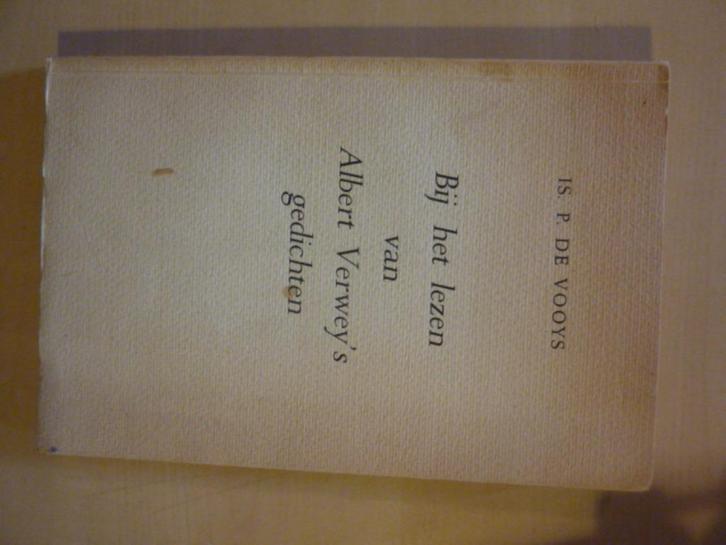 IS. P. DE VOOYS
Bij het lezen
van
Albert Verwey's
gedichten